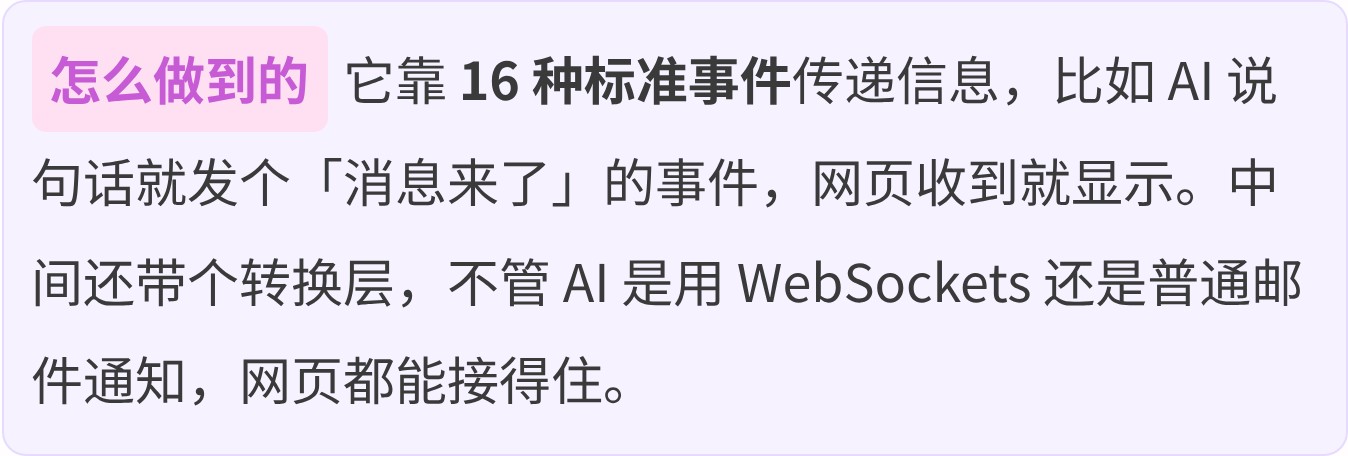 怎么做到的 它靠 16 种标准事件传递信息，比如 AI 说
句话就发个「消息来了」的事件，网页收到就显示。中
间还带个转换层，不管 AI 是用 WebSockets 还是普通邮
件通知，网页都能接得住。